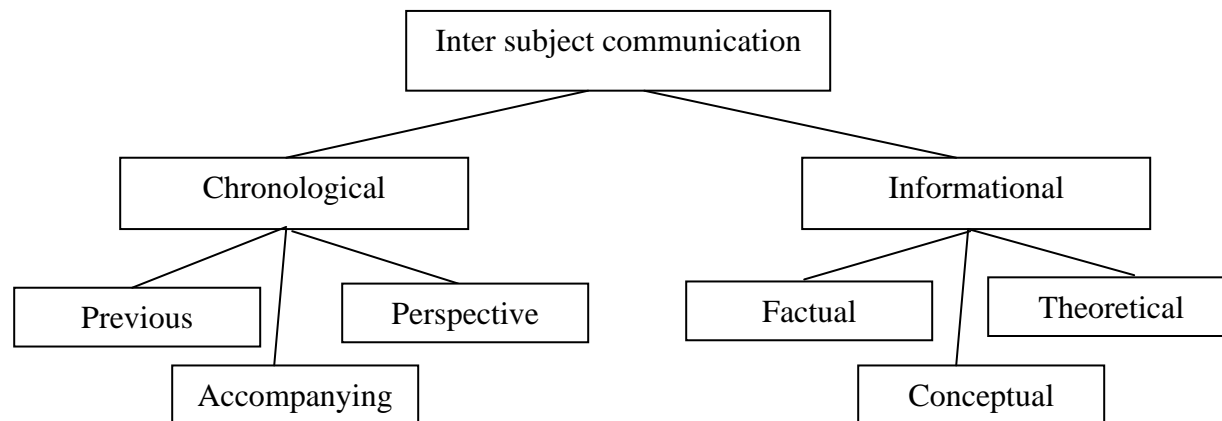 Inter subject communication
Chronological
Informational
Previous
Perspective
Accompanying
Factual
Theoretical
Conceptual